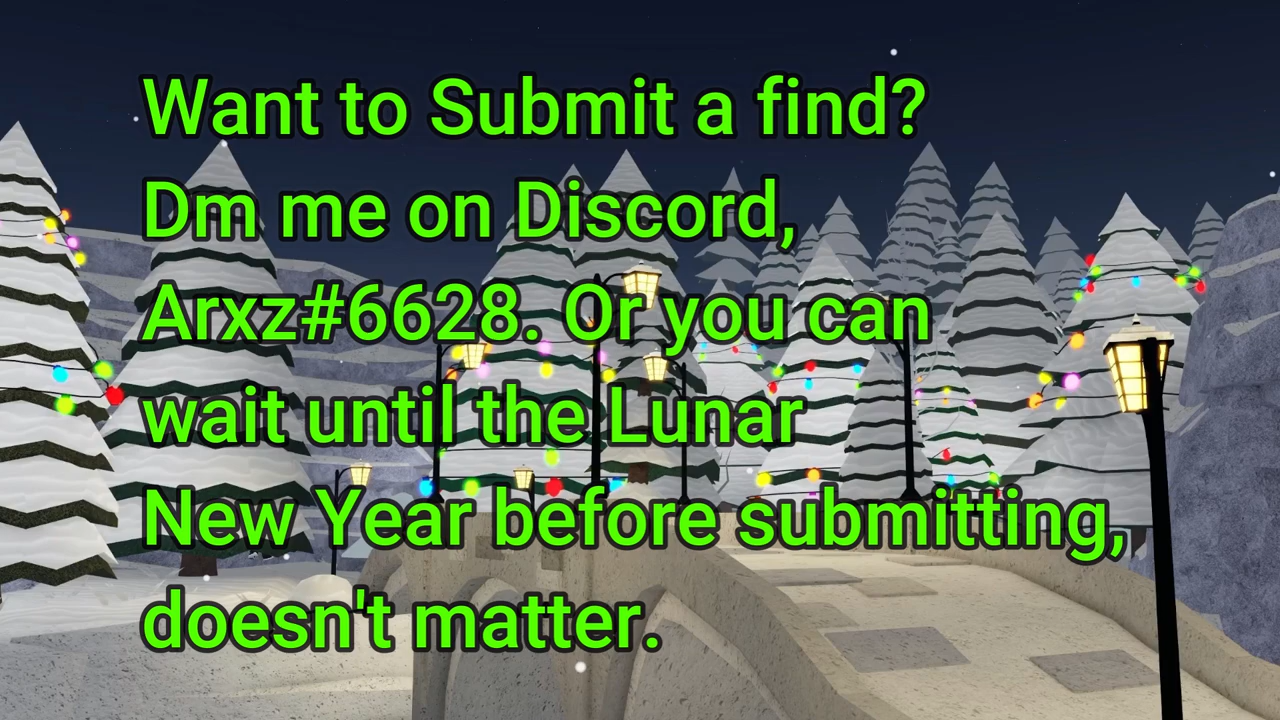 Want to Submit a find?
Dm me on Discord,
Arxz#6628. Or you can
wait until the Lunar
New Year before submitting,
doesn't matter.